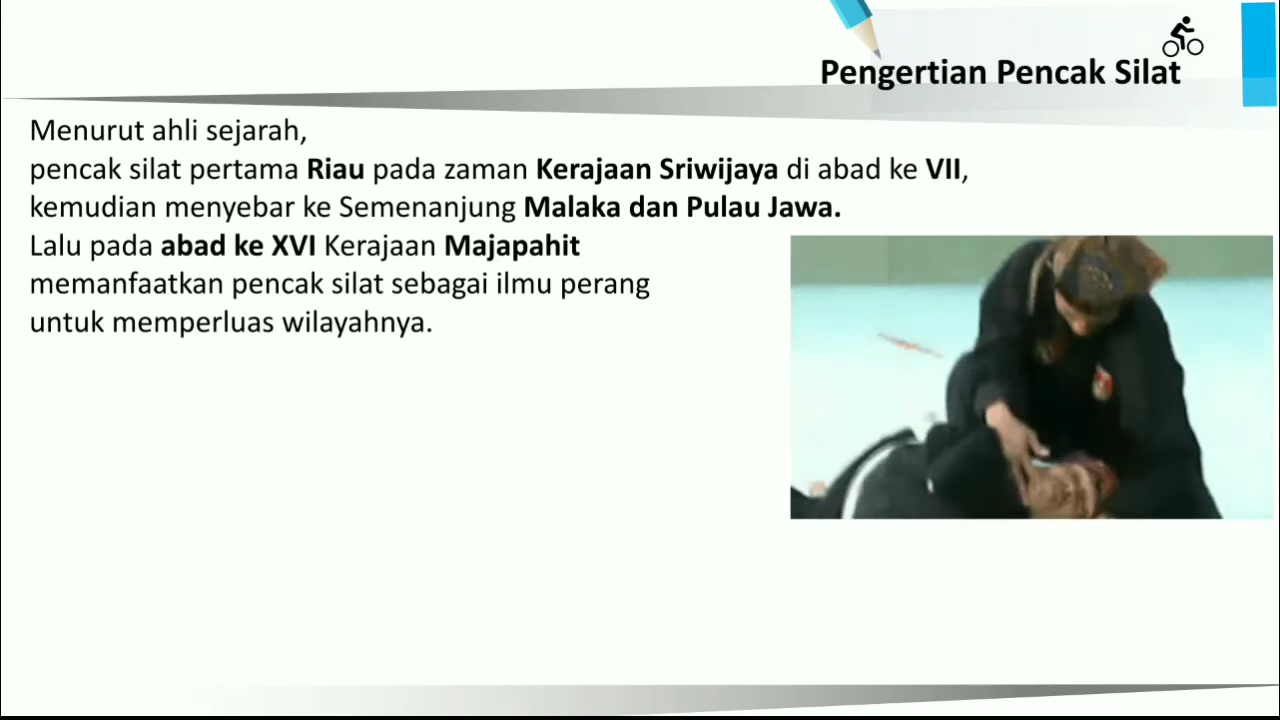 Pengertian Pencak Silat
Menurut ahli sejarah,
pencak silat pertama Riau pada zaman Kerajaan Sriwijaya di abad ke VII,
kemudian menyebar ke Semenanjung Malaka dan Pulau Jawa.
Lalu pada abad ke XVI Kerajaan Majapahit
memanfaatkan pencak silat sebagai ilmu perang
untuk memperluas wilayahnya.